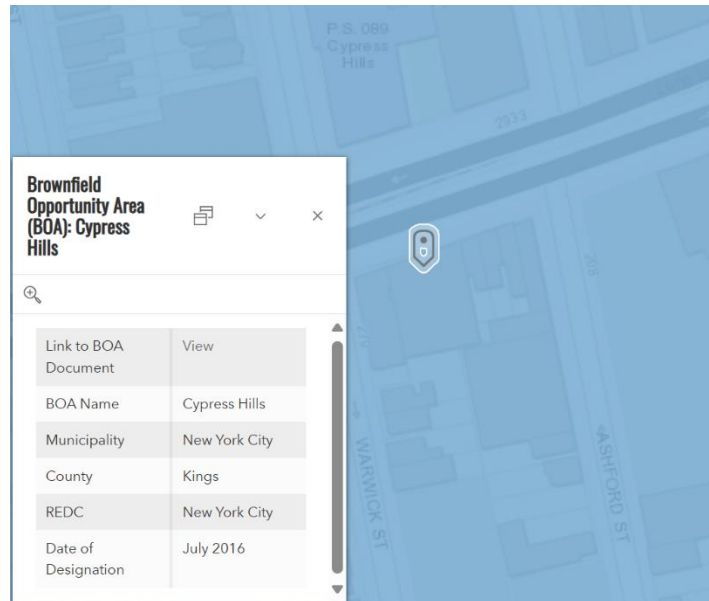 P.S. 089
Cypress
Hills
2933
Brownfield
Opportunity Area
(BOA): Cypress
Hills
Link to BOA
Document
View
BOA Name
Cypress Hills
Municipality
New York City
County
Kings
REDC
New York City
Date of
Designation
July 2016
WARWICK ST
ASHFORD ST